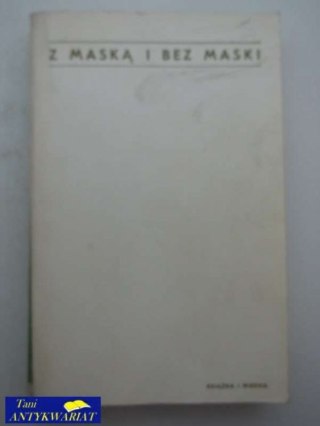 Z MASKĄ I BEZ MASKI
KSIĄŻKA I WIEDZA
Tani
ANTYKWARIAT